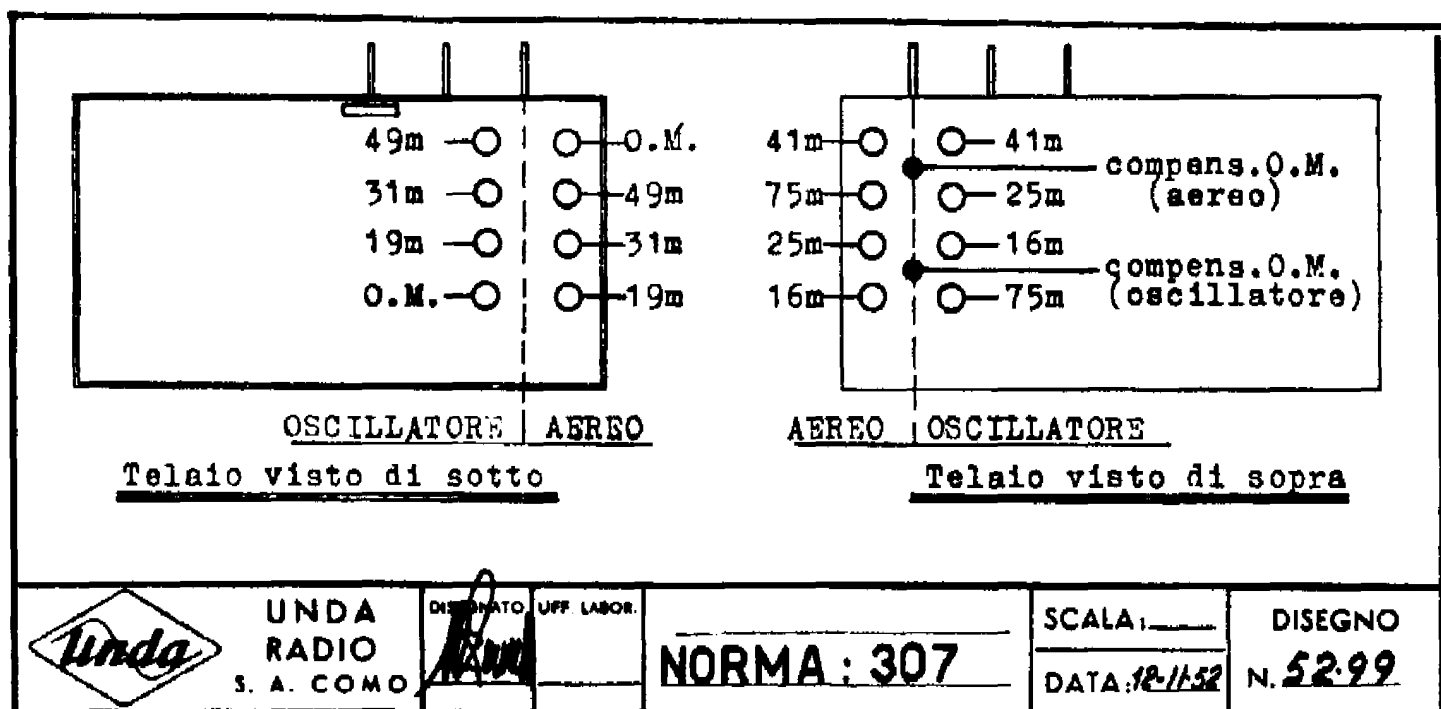 49m O.M.
31m 49m
19m 31m
O.M. 19m
OSCILLATORE AEREO
Telaio visto di sotto
41m 41m
compens.O.M.
(aereo)
75m 25m
25m 16m
compens.O.M.
(oscillatore)
16m 75m
AEREO OSCILLATORE
Telaio visto di sopra
Unda
UNDA
RADIO
S. A. COMO
DISEGNATO
UFF LABOR.
NORMA : 307
SCALA:
DATA:12-11-52
DISEGNO
N. 52-99